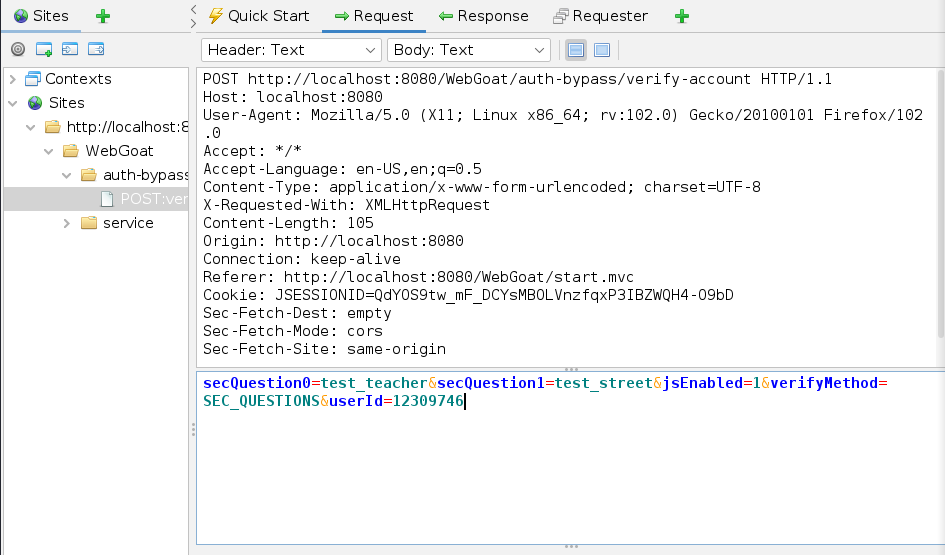 Sites
Quick Start
Request
Response
Requester
Header: Text
Body: Text
Contexts
Sites
http://localhost:8
WebGoat
auth-bypass
POST:ver
service
POST http://localhost:8080/WebGoat/auth-bypass/verify-account HTTP/1.1
Host: localhost:8080
User-Agent: Mozilla/5.0 (X11; Linux x86_64; rv:102.0) Gecko/20100101 Firefox/102
.0
Accept: */*
Accept-Language: en-US,en;q=0.5
Content-Type: application/x-www-form-urlencoded; charset=UTF-8
X-Requested-With: XMLHttpRequest
Content-Length: 105
Origin: http://localhost:8080
Connection: keep-alive
Referer: http://localhost:8080/WebGoat/start.mvc
Cookie: JSESSIONID=QdYOS9tw_mF_DCYsMBOLVnzfqxP3IBZWQH4-O9bD
Sec-Fetch-Dest: empty
Sec-Fetch-Mode: cors
Sec-Fetch-Site: same-origin
secQuestion0=test_teacher&secQuestion1=test_street&jsEnabled=1&verifyMethod=
SEC_QUESTIONS&userId=12309746